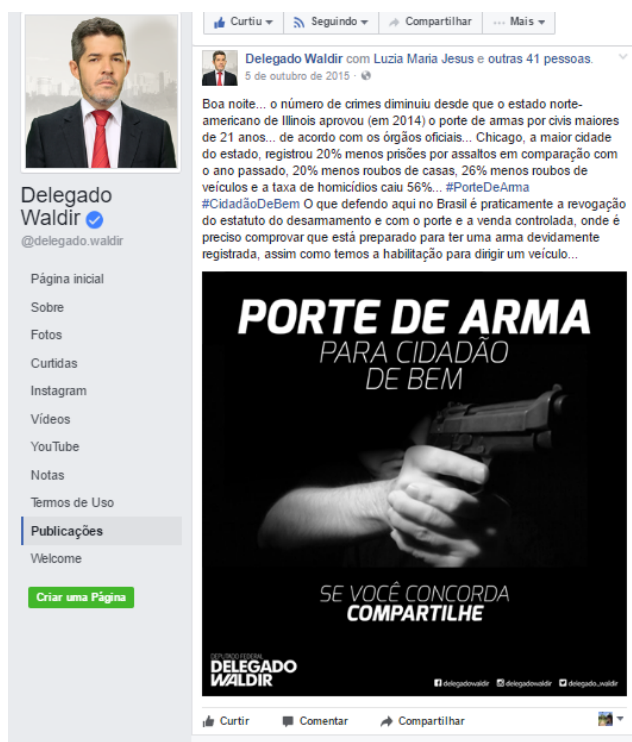 Curtiu Seguindo Compartilhar ... Mais
Delegado Waldir com Luzia Maria Jesus e outras 41 pessoas.
5 de outubro de 2015 ·
Boa noite... o número de crimes diminuiu desde que o estado norte-
americano de Illinois aprovou (em 2014) o porte de armas por civis maiores
de 21 anos... de acordo com os órgãos oficiais... Chicago, a maior cidade
do estado, registrou 20% menos prisões por assaltos em comparação com
o ano passado, 20% menos roubos de casas, 26% menos roubos de
veículos e a taxa de homicídios caiu 56%... #PorteDeArma
#CidadãoDeBem O que defendo aqui no Brasil é praticamente a revogação
do estatuto do desarmamento e com o porte e a venda controlada, onde é
preciso comprovar que está preparado para ter uma arma devidamente
registrada, assim como temos a habilitação para dirigir um veículo...
Delegado
Waldir
@delegado.waldir
Página inicial
Sobre
Fotos
Curtidas
Instagram
Vídeos
YouTube
Notas
Termos de Uso
Publicações
Welcome
Criar uma Página
PORTE DE ARMA
PARA CIDADÃO
DE BEM
SE VOCÊ CONCORDA
COMPARTILHE
DEPUTADO FEDERAL
DELEGADO
WALDIR
delegadowaldir delegadowaldir delegado_waldir
Curtir Comentar Compartilhar